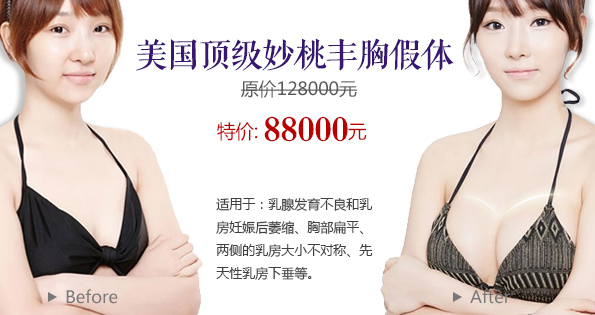 美国顶级妙桃丰胸假体
原价128000元
特价: 88000元
适用于：乳腺发育不良和乳
房妊娠后萎缩、胸部扁平、
两侧的乳房大小不对称、先
天性乳房下垂等。
Before
After